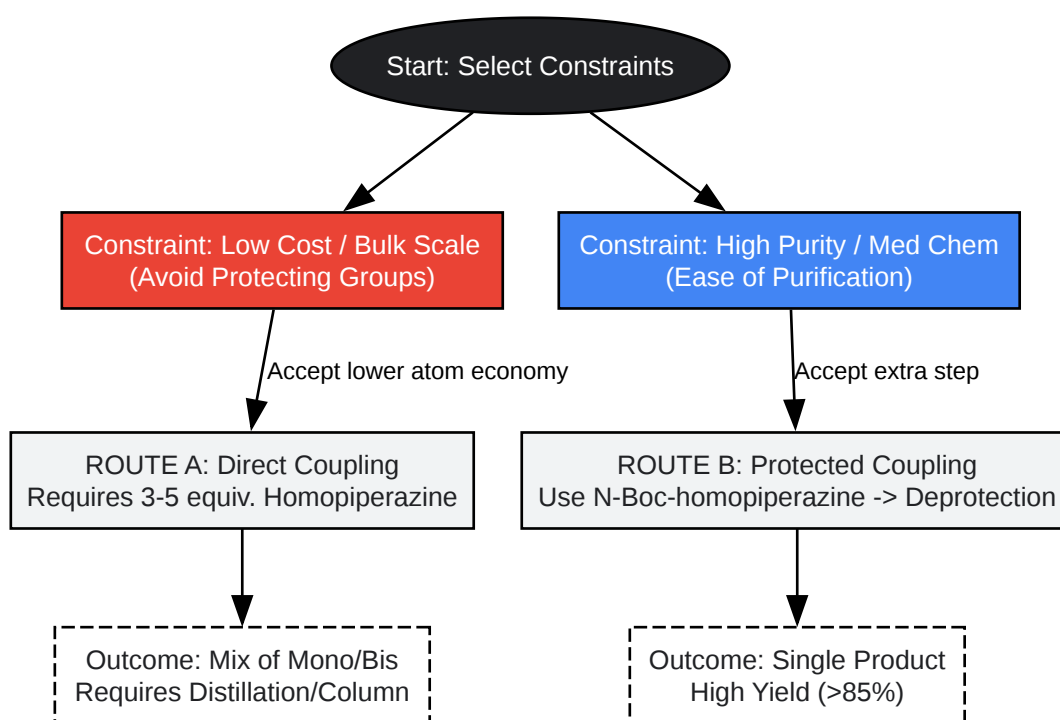 Start: Select Constraints
Constraint: Low Cost / Bulk Scale
(Avoid Protecting Groups)
Constraint: High Purity / Med Chem
(Ease of Purification)
Accept lower atom economy
Accept extra step
ROUTE A: Direct Coupling
Requires 3-5 equiv. Homopiperazine
ROUTE B: Protected Coupling
Use N-Boc-homopiperazine -> Deprotection
Outcome: Mix of Mono/Bis
Requires Distillation/Column
Outcome: Single Product
High Yield (>85%)